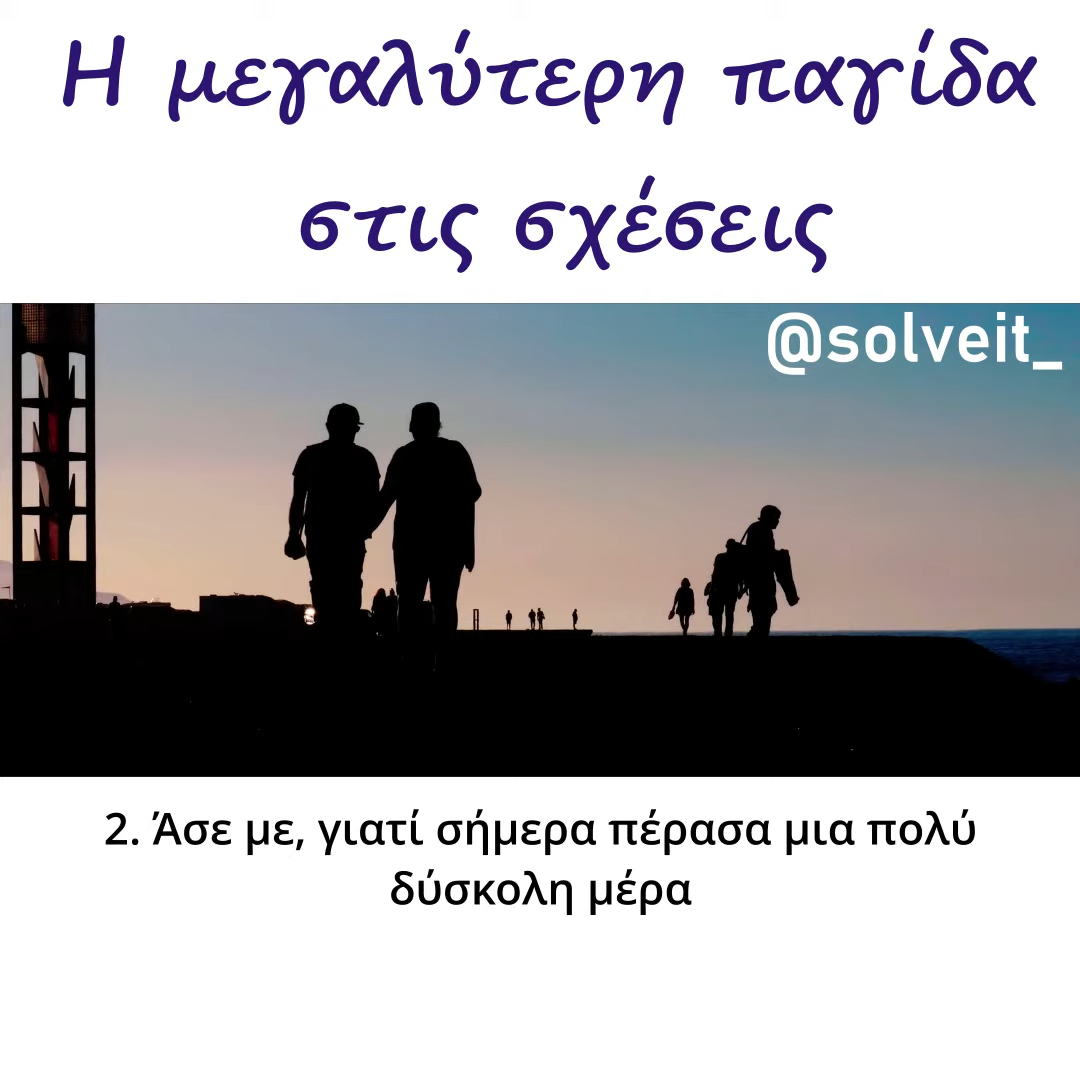 Η μεγαλύτερη παγίδα
στις σχέσεις
@solveit_
2. Άσε με, γιατί σήμερα πέρασα μια πολύ
δύσκολη μέρα